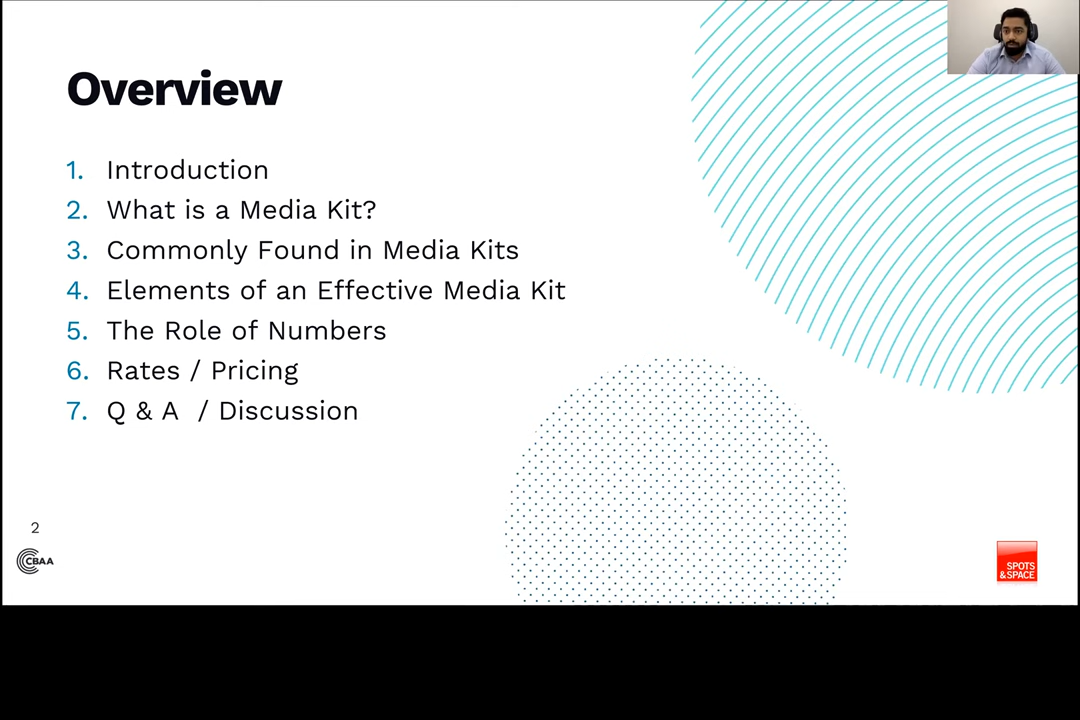 Overview
1. Introduction
2. What is a Media Kit?
3. Commonly Found in Media Kits
4. Elements of an Effective Media Kit
5. The Role of Numbers
6. Rates / Pricing
7. Q & A / Discussion
2
CBAA
SPOTS
&SPACE